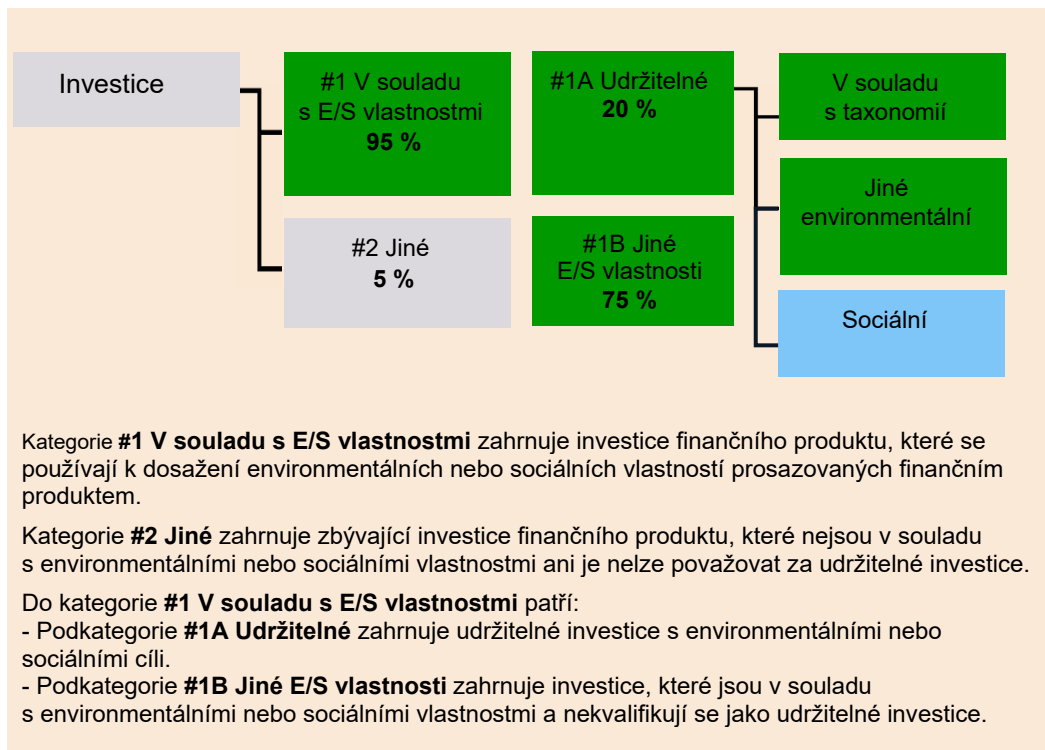 Investice
#1 V souladu
s E/S vlastnostmi
95 %
#2 Jiné
5 %
#1A Udržitelné
20 %
#1B Jiné
E/S vlastnosti
75 %
V souladu
s taxonomií
Jiné
environmentální
Sociální
Kategorie #1 V souladu s E/S vlastnostmi zahrnuje investice finančního produktu, které se
používají k dosažení environmentálních nebo sociálních vlastností prosazovaných finančním
produktem.
Kategorie #2 Jiné zahrnuje zbývající investice finančního produktu, které nejsou v souladu
s environmentálními nebo sociálními vlastnostmi ani je nelze považovat za udržitelné investice.
Do kategorie #1 V souladu s E/S vlastnostmi patří:
- Podkategorie #1A Udržitelné zahrnuje udržitelné investice s environmentálními nebo
sociálními cíli.
- Podkategorie #1B Jiné E/S vlastnosti zahrnuje investice, které jsou v souladu
s environmentálními nebo sociálními vlastnostmi a nekvalifikují se jako udržitelné investice.